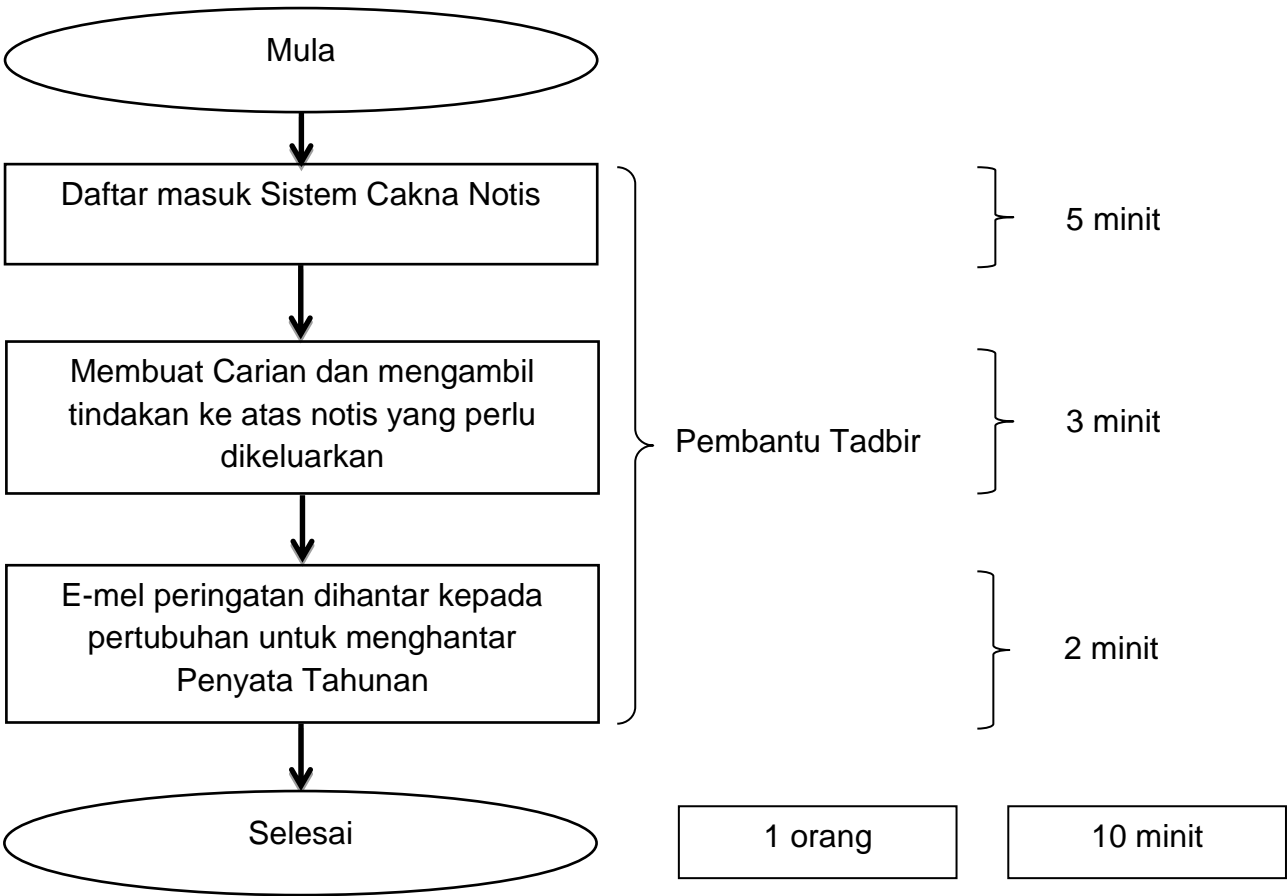 Mula
Daftar masuk Sistem Cakna Notis
5 minit
Membuat Carian dan mengambil
tindakan ke atas notis yang perlu
dikeluarkan
Pembantu Tadbir
3 minit
E-mel peringatan dihantar kepada
pertubuhan untuk menghantar
Penyata Tahunan
2 minit
Selesai
1 orang
10 minit